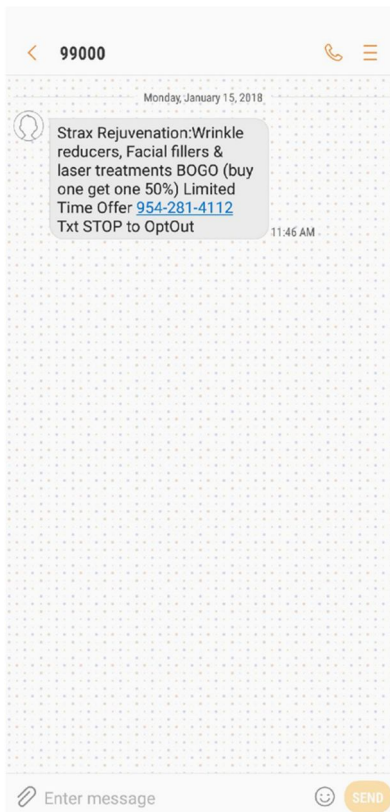 99000
Monday, January 15, 2018
Strax Rejuvenation:Wrinkle
reducers, Facial fillers &
laser treatments BOGO (buy
one get one 50%) Limited
Time Offer 954-281-4112
Txt STOP to OptOut
11:46 AM
Enter message
SEND